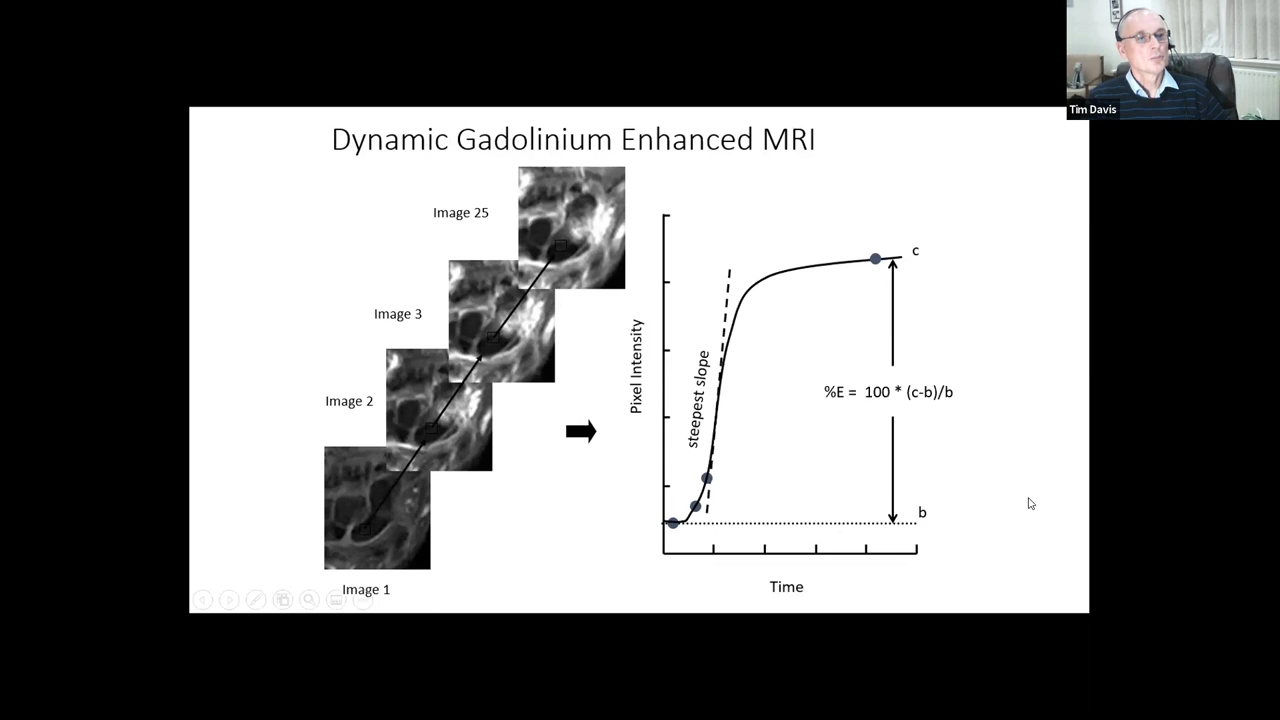 Tim Davis
Dynamic Gadolinium Enhanced MRI
Image 25
Image 3
Image 2
Image 1
Pixel Intensity
steepest slope
c
%E = 100 * (c-b)/b
b
Time